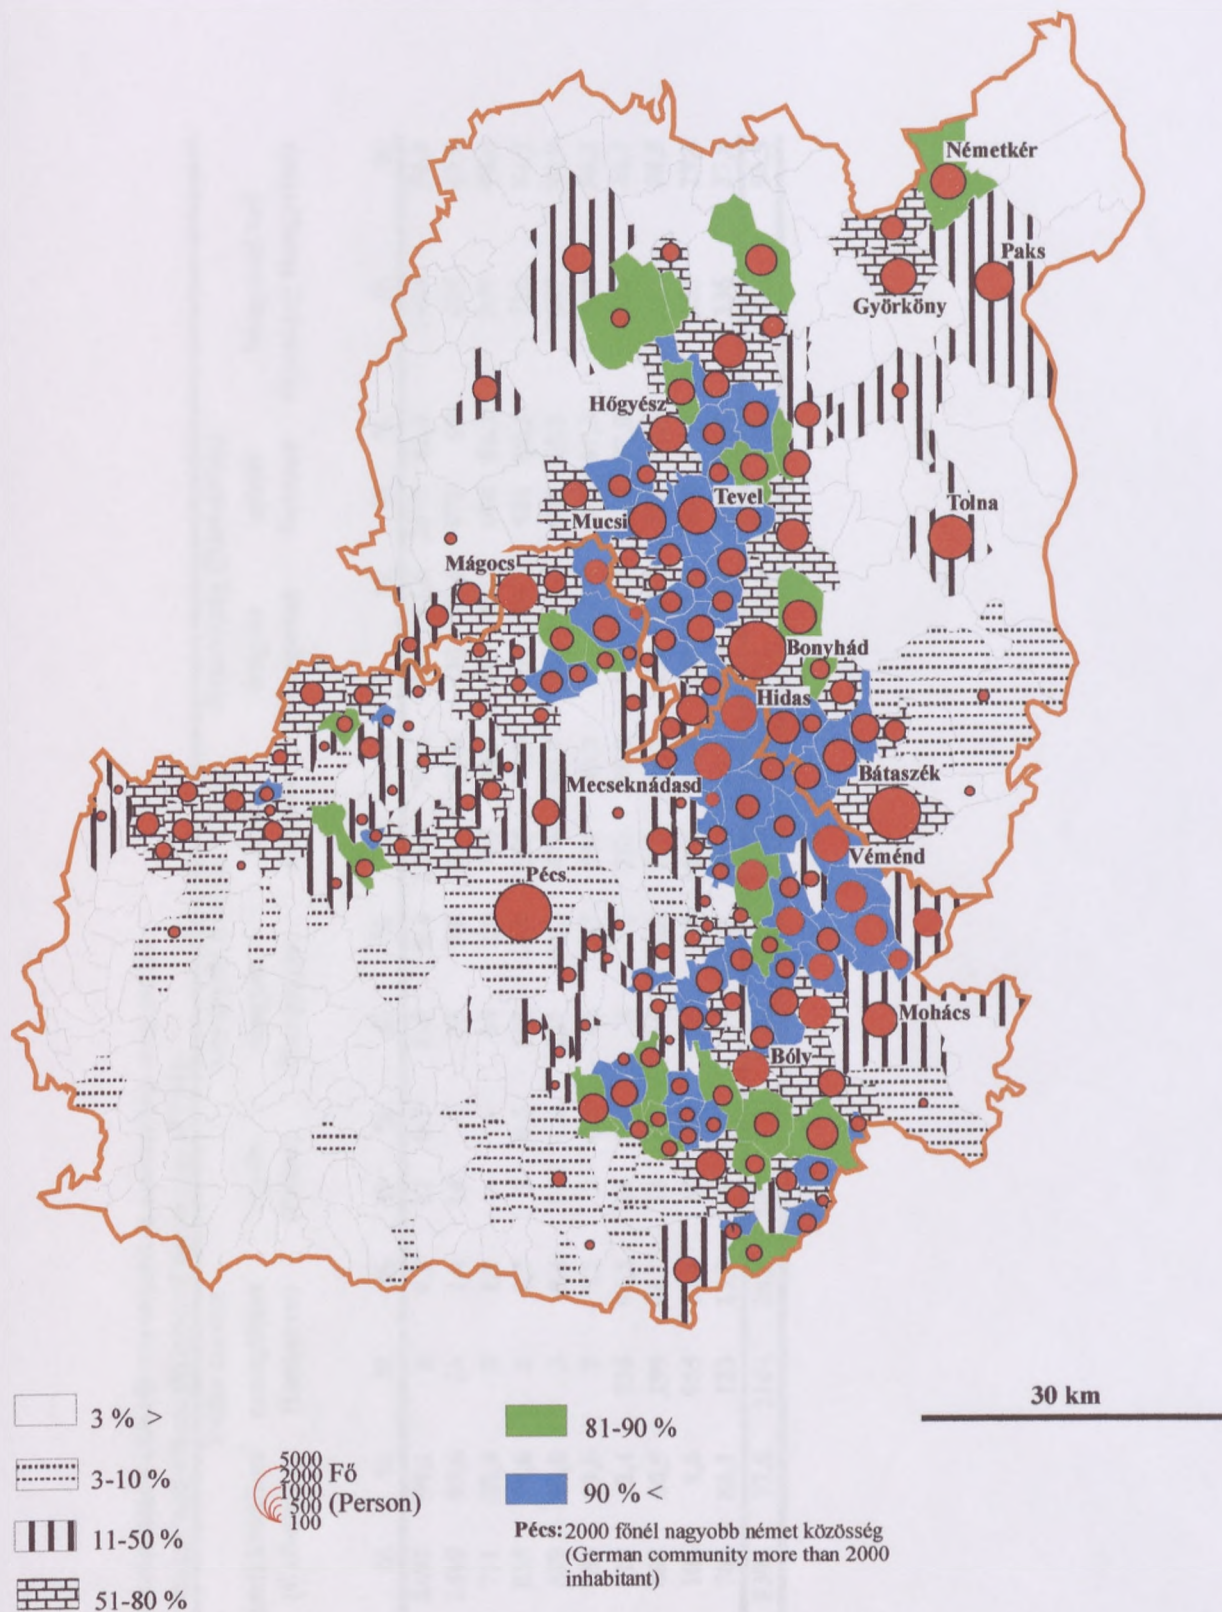 Németkér
Paks
Györköny
Hőgyész
Tevel
Mucsi
Tolna
Mágocs
Bonyhád
Hidas
Mecseknádasd
Bátaszék
Véménd
Pécs
Mohács
Bóly
30 km
3 % >
3-10 %
11-50 %
51-80 %
5000
2000
1000
500
100
Fő
(Person)
81-90 %
90 % <
Pécs: 2000 főnél nagyobb német közösség
(German community more than 2000
inhabitant)